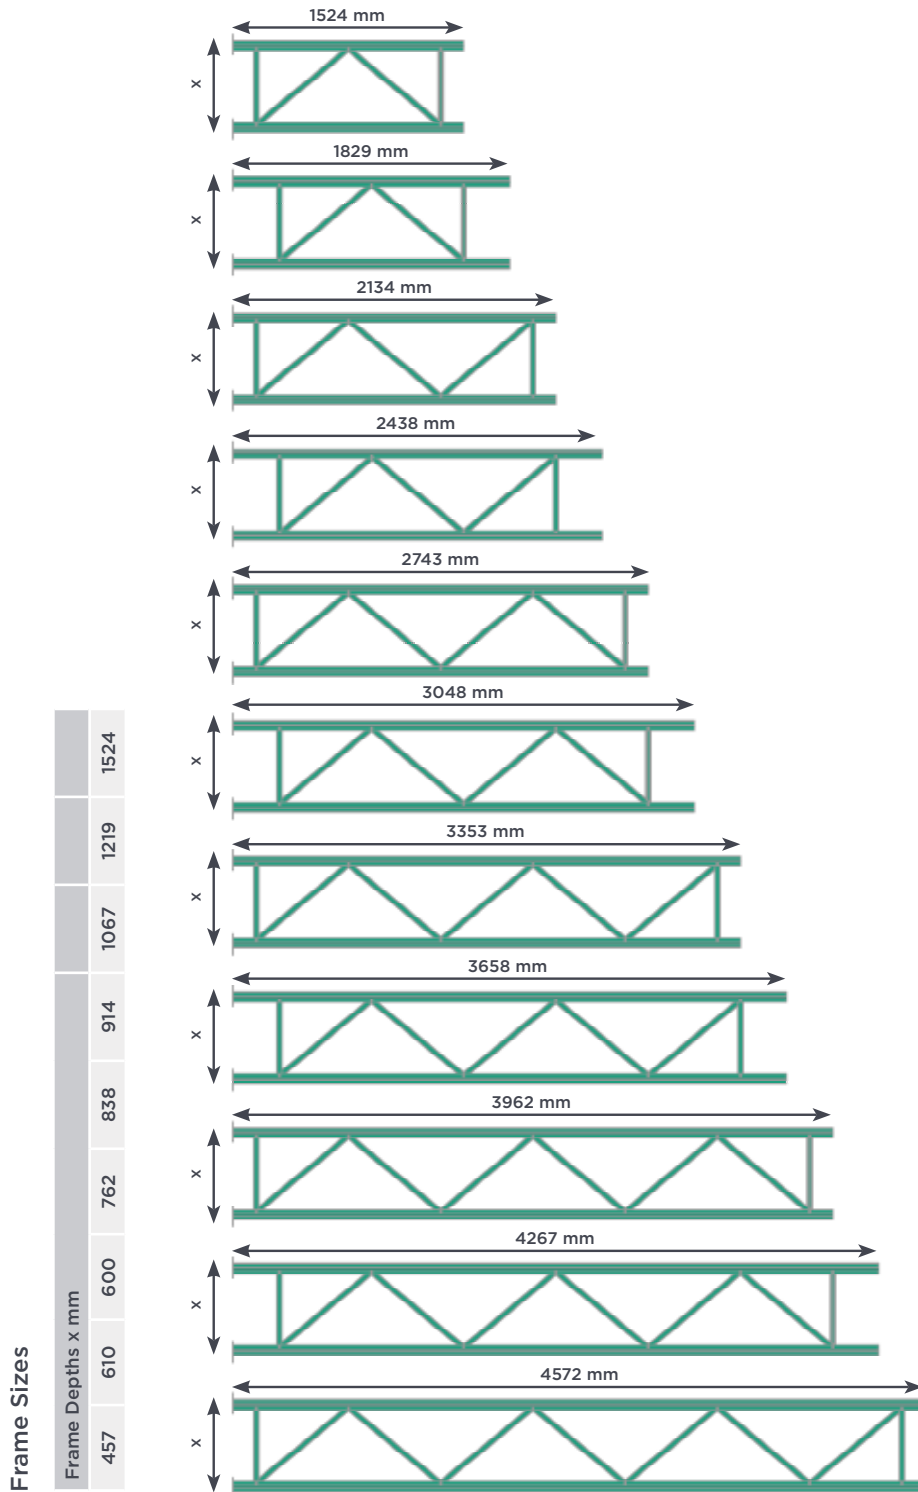 Frame Sizes
Frame Depths x mm
457 610 600 762 838 914 1067 1219 1524
1524 mm
x
1829 mm
x
2134 mm
x
2438 mm
x
2743 mm
x
3048 mm
x
3353 mm
x
3658 mm
x
3962 mm
x
4267 mm
x
4572 mm
x